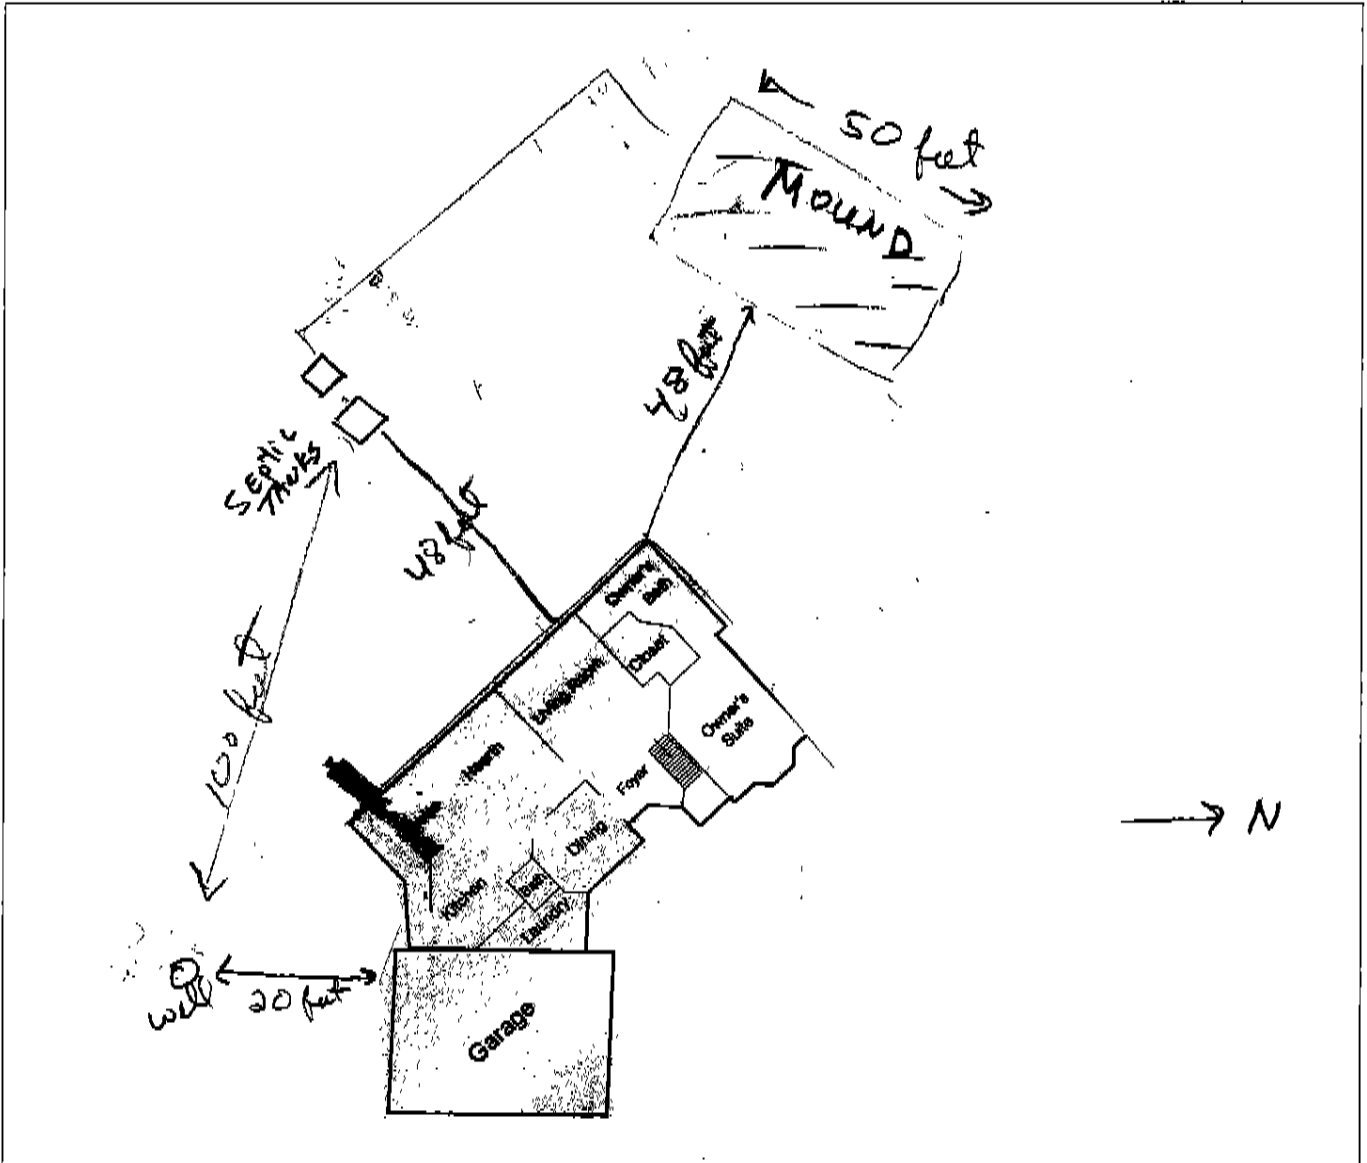 50 feet
MOUND
48 feet
SEPTIC
TANKS
48 feet
100 feet
Owner's
Bath
Closet
Living Room
Owner's
Suite
Hearth
Foyer
Dining
Kitchen
Bath
Laundry
N
well
20 feet
Garage